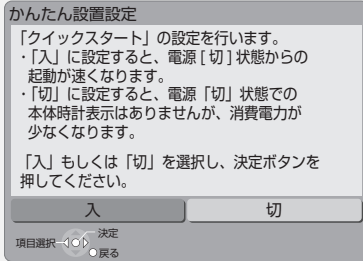 かんたん設置設定
「クイックスタート」の設定を行います。
・「入」に設定すると、電源 [ 切 ] 状態からの
起動が速くなります。
・「切」に設定すると、電源「切」状態での
本体時計表示はありませんが、消費電力が
少なくなります。
「入」もしくは「切」を選択し、決定ボタンを
押してください。
入
切
項目選択
決定
戻る